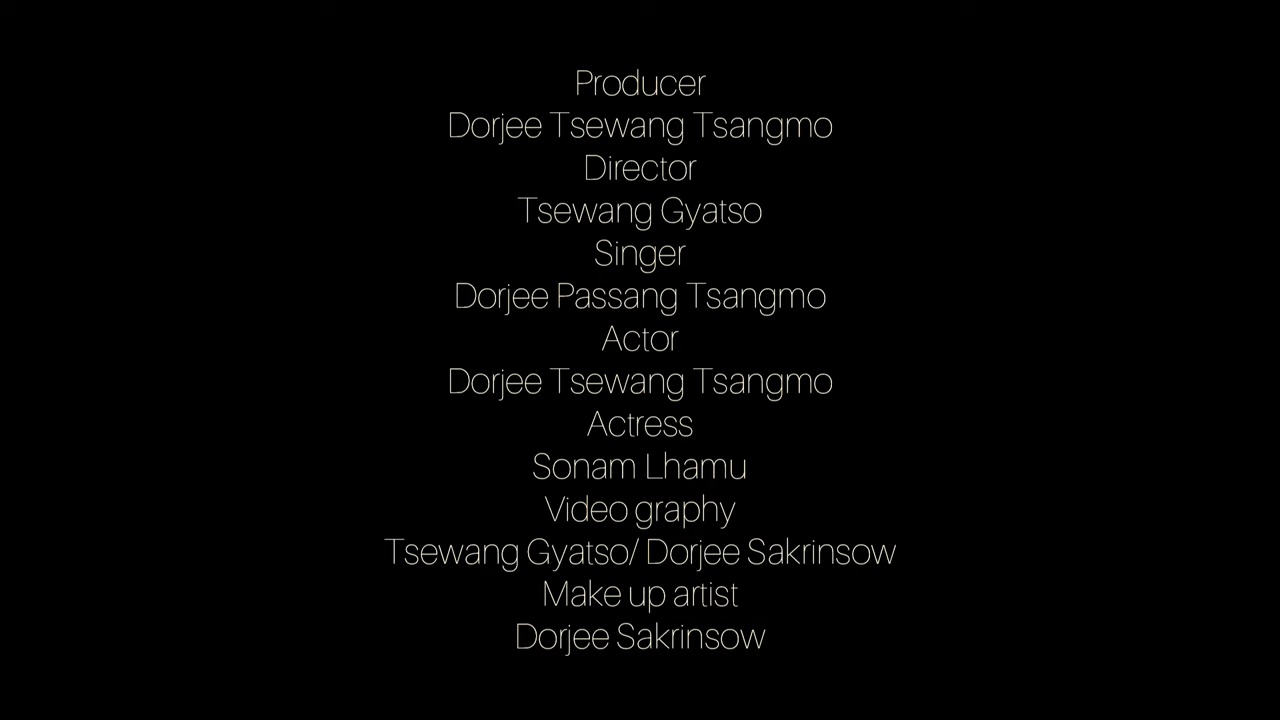 Producer
Dorjee Tsewang Tsangmo
Director
Tsewang Gyatso
Singer
Dorjee Passang Tsangmo
Actor
Dorjee Tsewang Tsangmo
Actress
Sonam Lhamu
Video graphy
Tsewang Gyatso/ Dorjee Sakrinsow
Make up artist
Dorjee Sakrinsow